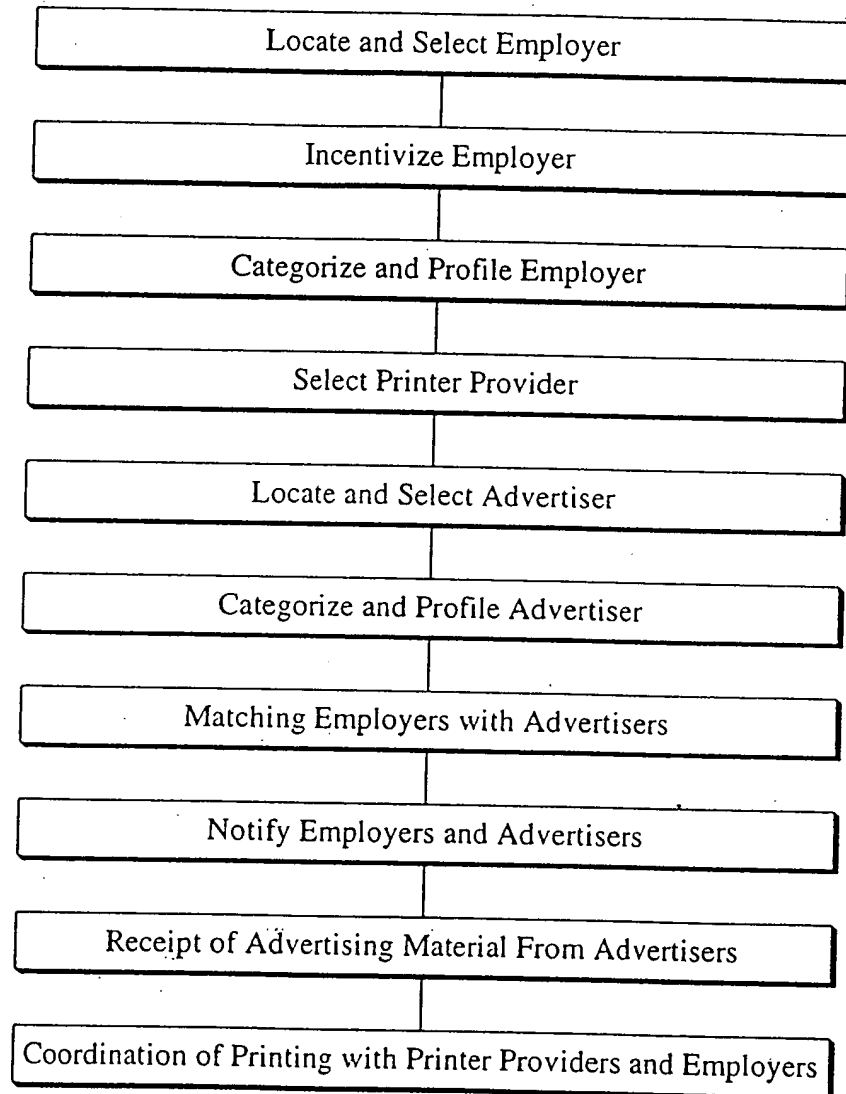 Locate and Select Employer
Incentivize Employer
Categorize and Profile Employer
Select Printer Provider
Locate and Select Advertiser
Categorize and Profile Advertiser
Matching Employers with Advertisers
Notify Employers and Advertisers
Receipt of Advertising Material From Advertisers
Coordination of Printing with Printer Providers and Employers